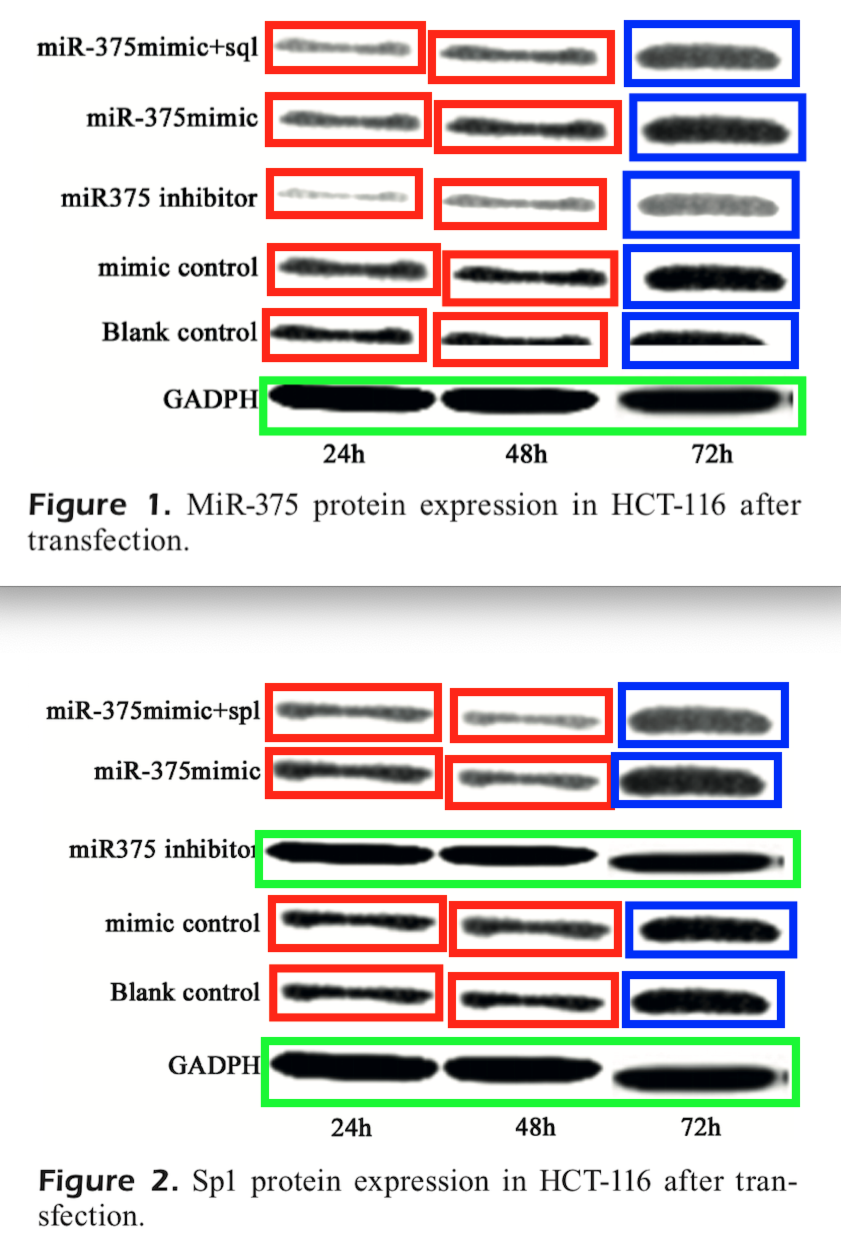 miR-375mimic+sql
miR-375mimic
miR375 inhibitor
mimic control
Blank control
GADPH
24h 48h 72h
Figure 1. MiR-375 protein expression in HCT-116 after
transfection.
miR-375mimic+spl
miR-375mimic
miR375 inhibitor
mimic control
Blank control
GADPH
24h 48h 72h
Figure 2. Sp1 protein expression in HCT-116 after tran-
sfection.